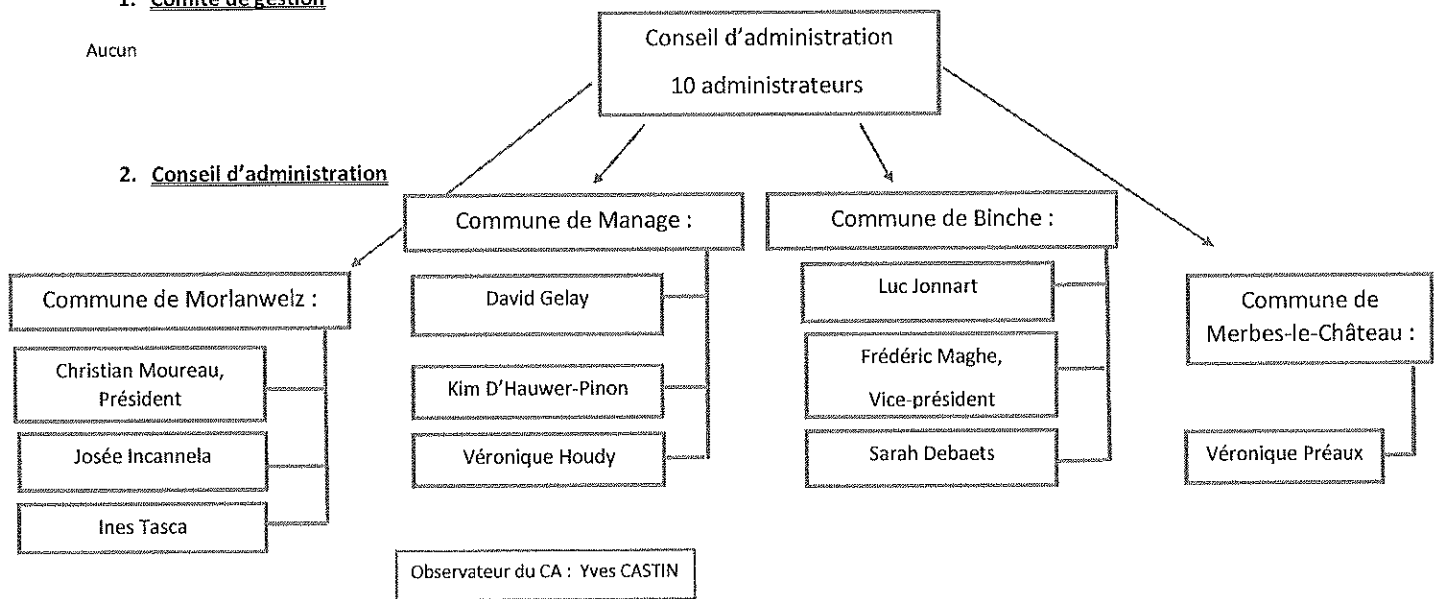 1. Comité de gestion
Aucun
Conseil d'administration
10 administrateurs
2. Conseil d'administration
Commune de Morlanwelz :
Christian Moureau,
Président
Josée Incannela
Ines Tasca
Commune de Manage :
David Gelay
Kim D'Hauwer-Pinon
Véronique Houdy
Commune de Binche :
Luc Jonnart
Frédéric Maghe,
Vice-président
Sarah Debaets
Commune de
Merbes-le-Château :
Véronique Préaux
Observateur du CA : Yves CASTIN